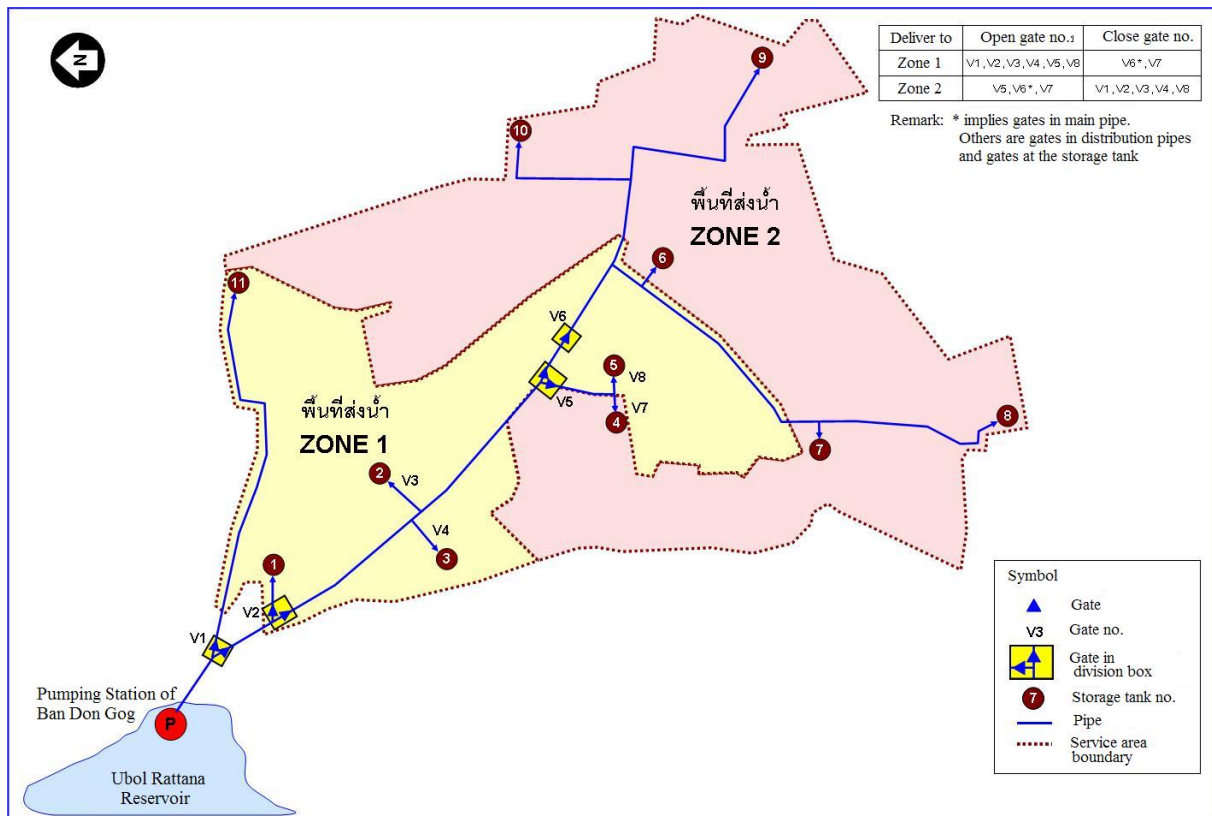 N
Deliver to Open gate no.: Close gate no.
Zone 1 V1,V2,V3,V4,V5,V8 V6*,V7
Zone 2 V5,V6*,V7 V1,V2,V3,V4,V8
Remark: * implies gates in main pipe.
Others are gates in distribution pipes
and gates at the storage tank
9
10
พื้นที่ส่งน้ำ
ZONE 2
6
11
V6
5
V8
V5
V7
4
พื้นที่ส่งน้ำ
ZONE 1
8
7
2
V3
V4
3
1
V2
V1
Pumping Station of
Ban Don Gog
P
Ubol Rattana
Reservoir
Symbol
Gate
V3 Gate no.
Gate in
division box
7 Storage tank no.
Pipe
Service area
boundary